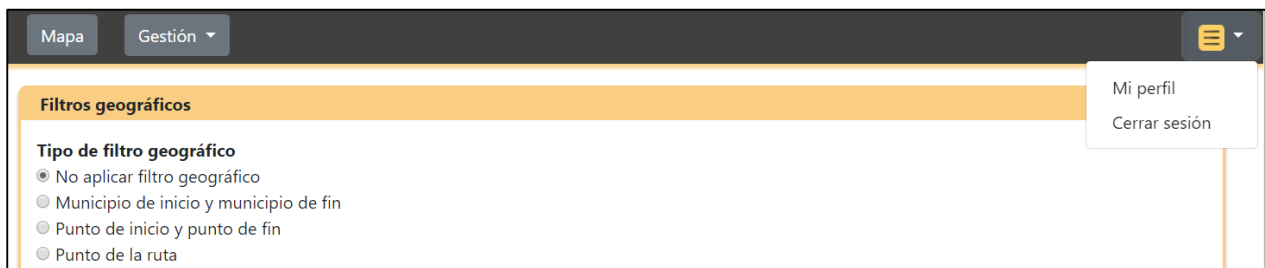 Mapa
Gestión
Mi perfil
Cerrar sesión
Filtros geográficos
Tipo de filtro geográfico
No aplicar filtro geográfico
Municipio de inicio y municipio de fin
Punto de inicio y punto de fin
Punto de la ruta